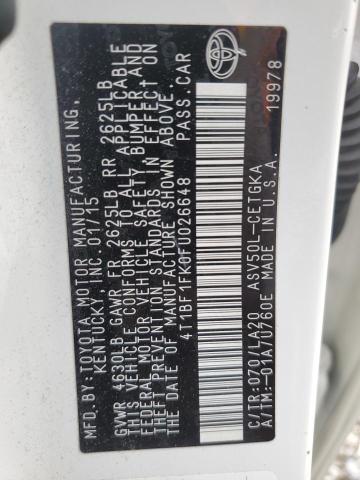 MFD. BY: TOYOTA MOTOR MANUFACTURING,
KENTUCKY, INC. 01/15
GVWR 4630LB GAWR FR 2625LB RR 2625LB
THIS VEHICLE CONFORMS TO ALL APPLICABLE
FEDERAL MOTOR VEHICLE SAFETY, BUMPER, AND
THEFT PREVENTION STANDARDS IN EFFECT ON
THE DATE OF MANUFACTURE SHOWN ABOVE.
4T1BF1FK0FU026648 PASS.CAR
C/TR:070/LA20 ASV50L-CETGKA
A/TM:-01A/U760E MADE IN U.S.A.
19978